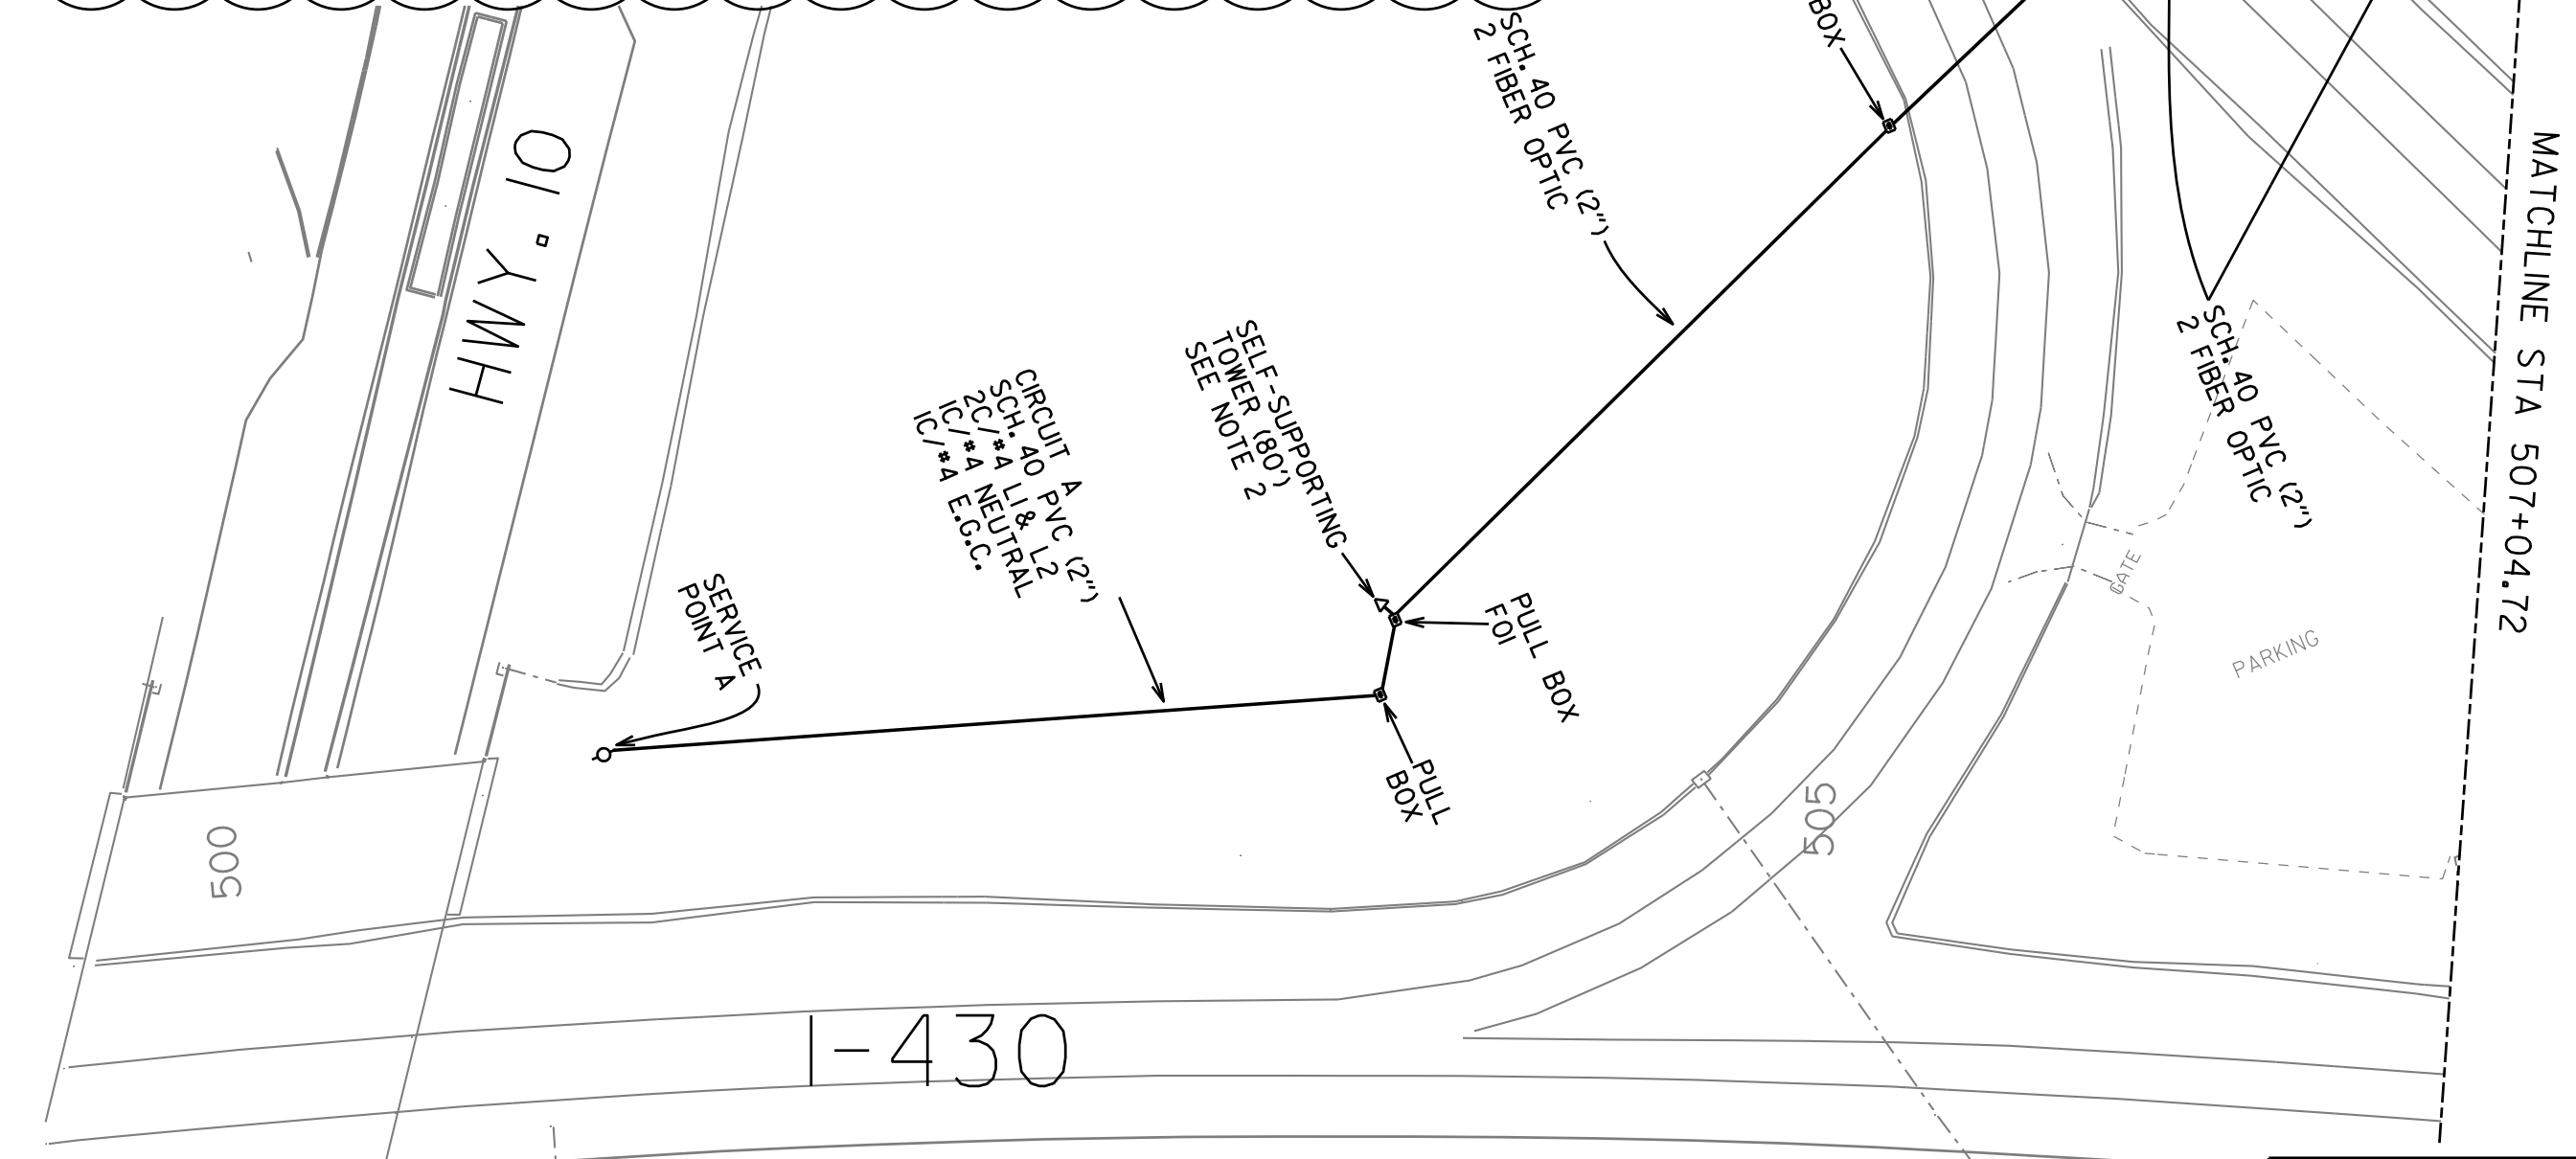 BOX
SCH. 40 PVC (2")
2 FIBER OPTIC
HWY. 10
MATCHLINE STA 507+04.72
SCH. 40 PVC (2")
2 FIBER OPTIC
SELF-SUPPORTING
TOWER (80')
SEE NOTE 2
CIRCUIT A
SCH. 40 PVC (2")
2C/#4 L1 & L2
1C/#4 NEUTRAL
1C/#4 E.G.C.
SERVICE
POINT A
PULL BOX
FO1
GATE
PARKING
PULL
BOX
500
505
I-430